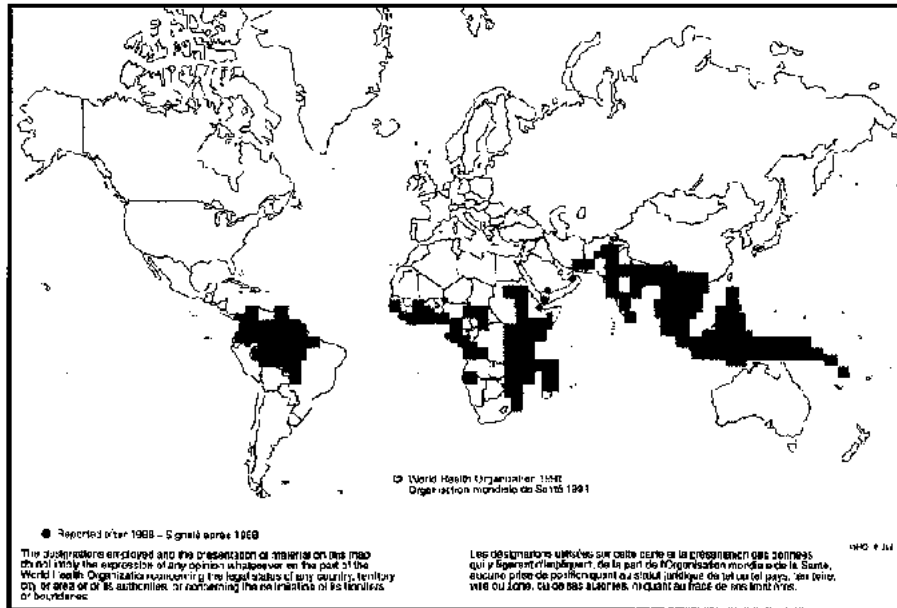 © World Health Organization
Organisation mondiale de Santé 1991
Reported after 1988 – Signalé après 1988
The designations employed and the presentation of material on this map
do not imply the expression of any opinion whatsoever on the part of the
World Health Organization concerning the legal status of any country, territory
city or area or of its authorities, or concerning the delimitation of its frontiers
or boundaries
Les désignations utilisées sur cette carte et la présentation des données
qui y figurent n'impliquent, de la part de l'Organisation mondiale de la Santé,
aucune prise de position quant au statut juridique de tel ou tel pays, territoire,
ville ou zone, ou de ses autorités, ni quant au tracé de ses frontières.